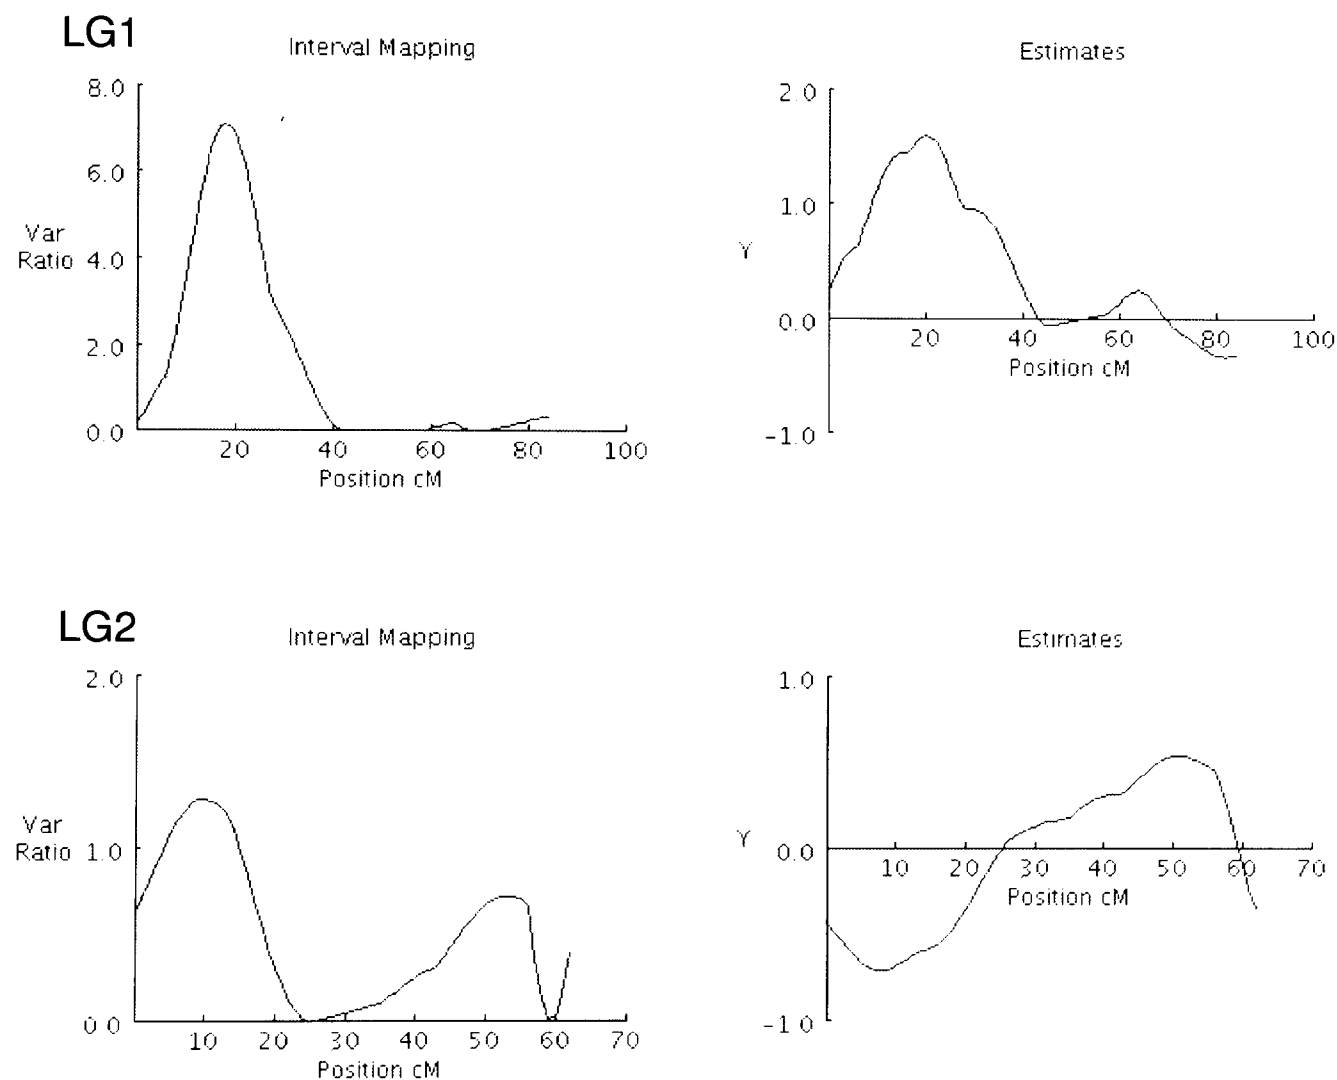 LG1
Interval Mapping
8.0
6.0
Var
Ratio 4.0
2.0
0.0
20 40 60 80 100
Position cM
Estimates
2.0
1.0
Y
0.0
20 40 60 80 100
Position cM
-1.0
LG2
Interval Mapping
2.0
Var
Ratio 1.0
0 0
10 20 30 40 50 60 70
Position cM
Estimates
1.0
Y
0.0
10 20 30 40 50 60 70
Position cM
-1 0